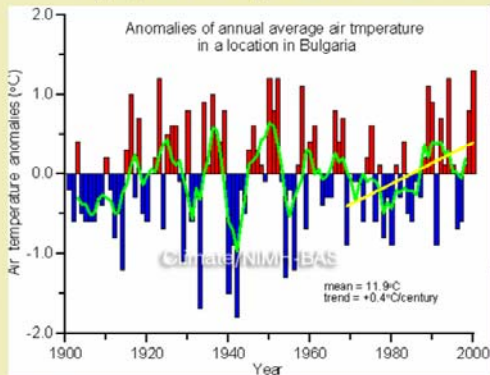 Anomalies of annual average air tmperature
in a location in Bulgaria
Air temperature anomalies (°C)
2.0
1.0
0.0
-1.0
-2.0
Climate/NIMH-BAS
mean = 11.9°C
trend = +0.4°C/century
1900 1920 1940 1960 1980 2000
Year